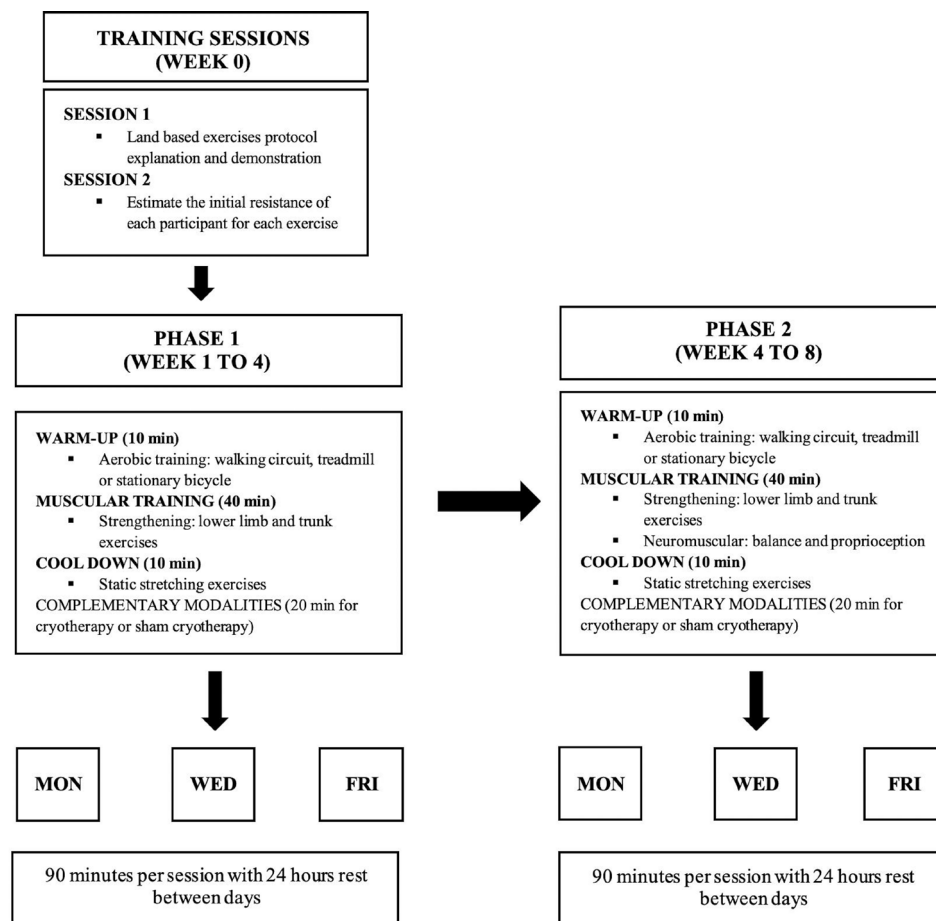 TRAINING SESSIONS
(WEEK 0)
SESSION 1
▪ Land based exercises protocol
explanation and demonstration
SESSION 2
▪ Estimate the initial resistance of
each participant for each exercise
PHASE 1
(WEEK 1 TO 4)
WARM-UP (10 min)
▪ Aerobic training: walking circuit, treadmill
or stationary bicycle
MUSCULAR TRAINING (40 min)
▪ Strengthening: lower limb and trunk
exercises
COOL DOWN (10 min)
▪ Static stretching exercises
COMPLEMENTARY MODALITIES (20 min for
cryotherapy or sham cryotherapy)
MON
WED
FRI
90 minutes per session with 24 hours rest
between days
PHASE 2
(WEEK 4 TO 8)
WARM-UP (10 min)
▪ Aerobic training: walking circuit, treadmill
or stationary bicycle
MUSCULAR TRAINING (40 min)
▪ Strengthening: lower limb and trunk
exercises
▪ Neuromuscular: balance and proprioception
COOL DOWN (10 min)
▪ Static stretching exercises
COMPLEMENTARY MODALITIES (20 min for
cryotherapy or sham cryotherapy)
MON
WED
FRI
90 minutes per session with 24 hours rest
between days